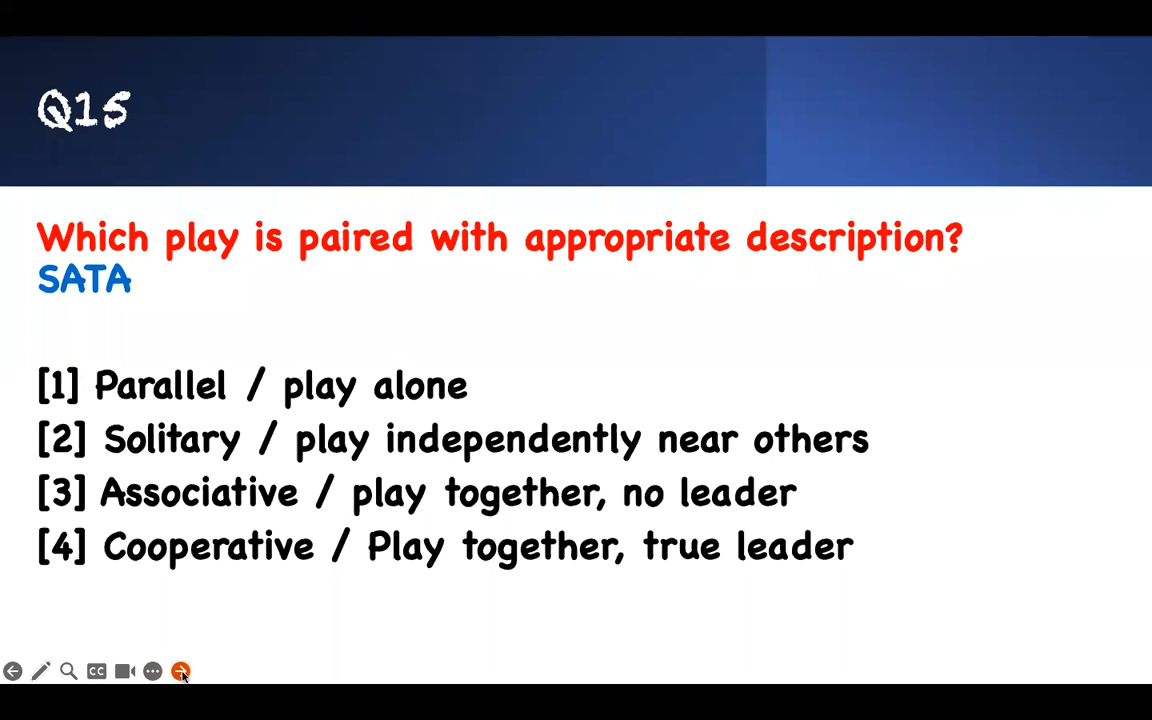 Q15
Which play is paired with appropriate description?
SATA
[1] Parallel / play alone
[2] Solitary / play independently near others
[3] Associative / play together, no leader
[4] Cooperative / Play together, true leader
CC